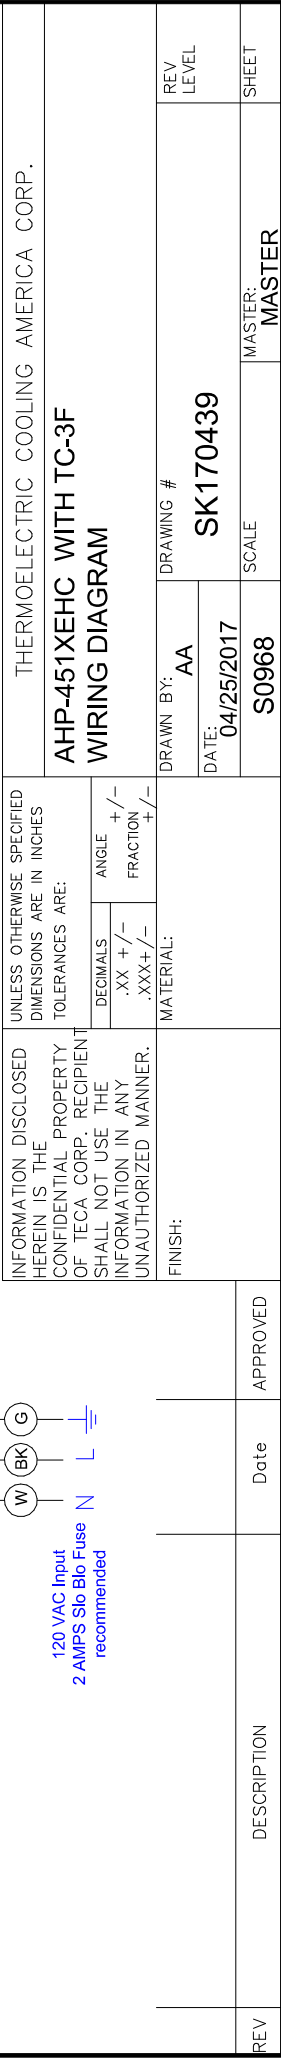 W BK G
N L
120 VAC Input
2 AMPS Slo Blo Fuse
recommended
REV DESCRIPTION Date APPROVED
INFORMATION DISCLOSED
HEREIN IS THE
CONFIDENTIAL PROPERTY
OF TECA CORP. RECIPIENT
SHALL NOT USE THE
INFORMATION IN ANY
UNAUTHORIZED MANNER.
FINISH:
UNLESS OTHERWISE SPECIFIED
DIMENSIONS ARE IN INCHES
TOLERANCES ARE:
DECIMALS
.XX +/-
.XXX+/-
ANGLE
+/-
FRACTION
+/-
MATERIAL:
THERMOELECTRIC COOLING AMERICA CORP.
AHP-451XEHC WITH TC-3F
WIRING DIAGRAM
DRAWN BY:
AA
DATE:
04/25/2017
S0968
DRAWING #
SK170439
REV
LEVEL
SCALE
MASTER:
MASTER
SHEET